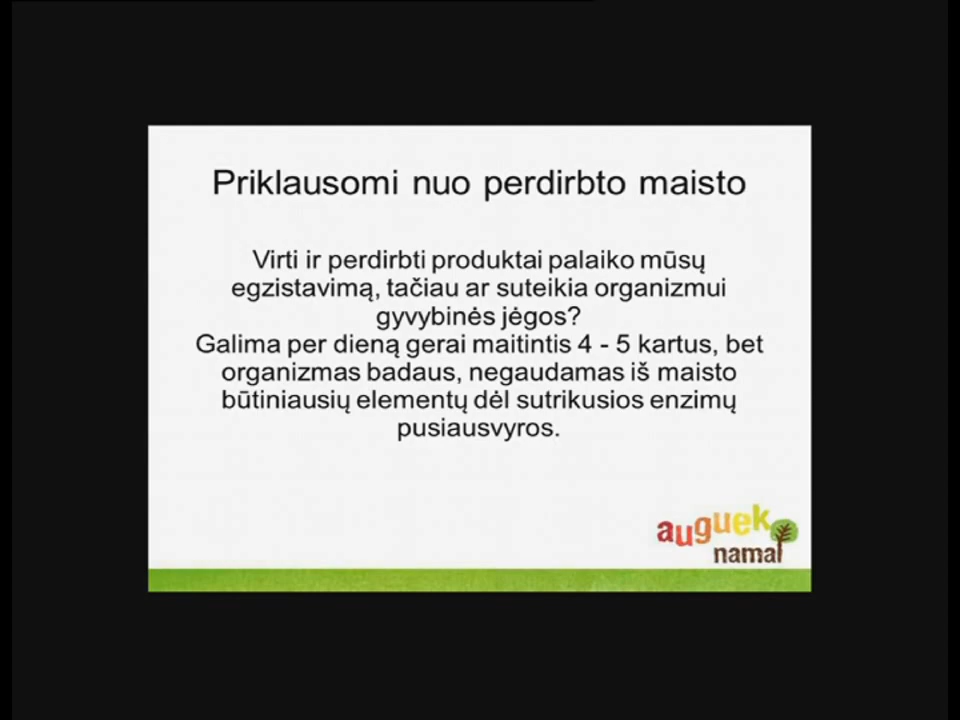 Priklausomi nuo perdirbto maisto
Virti ir perdirbti produktai palaiko mūsų
egzistavimą, tačiau ar suteikia organizmui
gyvybinės jėgos?
Galima per dieną gerai maitintis 4 - 5 kartus, bet
organizmas badaus, negaudamas iš maisto
būtiniausių elementų dėl sutrikusios enzimų
pusiausvyros.
auguek
namai